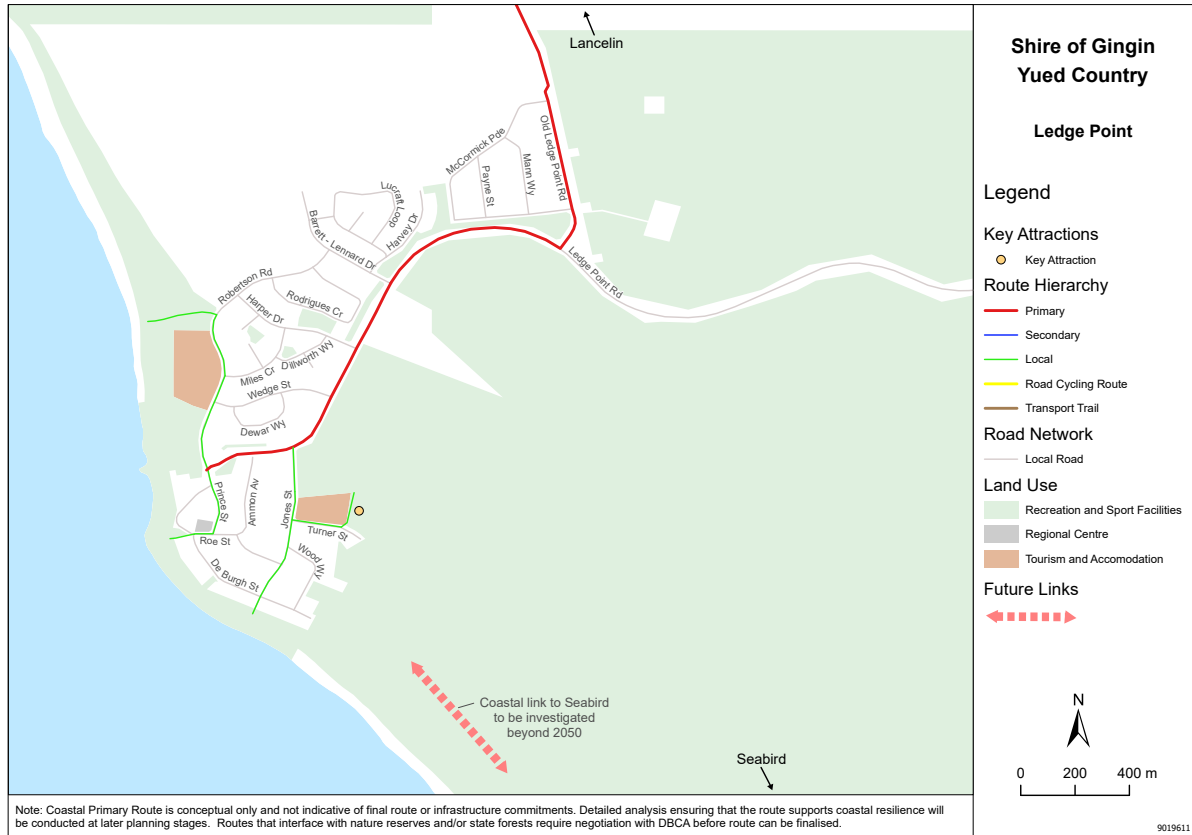 Lancelin
McCormick Pde
Payne St
Mann Wy
Old Ledge Point Rd
Lucraft Loop
Harvey Dr
Barrett - Lennard Dr
Ledge Point Rd
Robertson Rd
Rodrigues Cr
Harper Dr
Dillworth Wy
Miles Cr
Wedge St
Dewar Wy
Prince St
Ammon Av
Jones St
Turner St
Roe St
Wood Wy
De Burgh St
Coastal link to Seabird
to be investigated
beyond 2050
Seabird
Note: Coastal Primary Route is conceptual only and not indicative of final route or infrastructure commitments. Detailed analysis ensuring that the route supports coastal resilience will
be conducted at later planning stages. Routes that interface with nature reserves and/or state forests require negotiation with DBCA before route can be finalised.
Shire of Gingin
Yued Country
Ledge Point
Legend
Key Attractions
Key Attraction
Route Hierarchy
Primary
Secondary
Local
Road Cycling Route
Transport Trail
Road Network
Local Road
Land Use
Recreation and Sport Facilities
Regional Centre
Tourism and Accomodation
Future Links
N
0 200 400 m
9019611